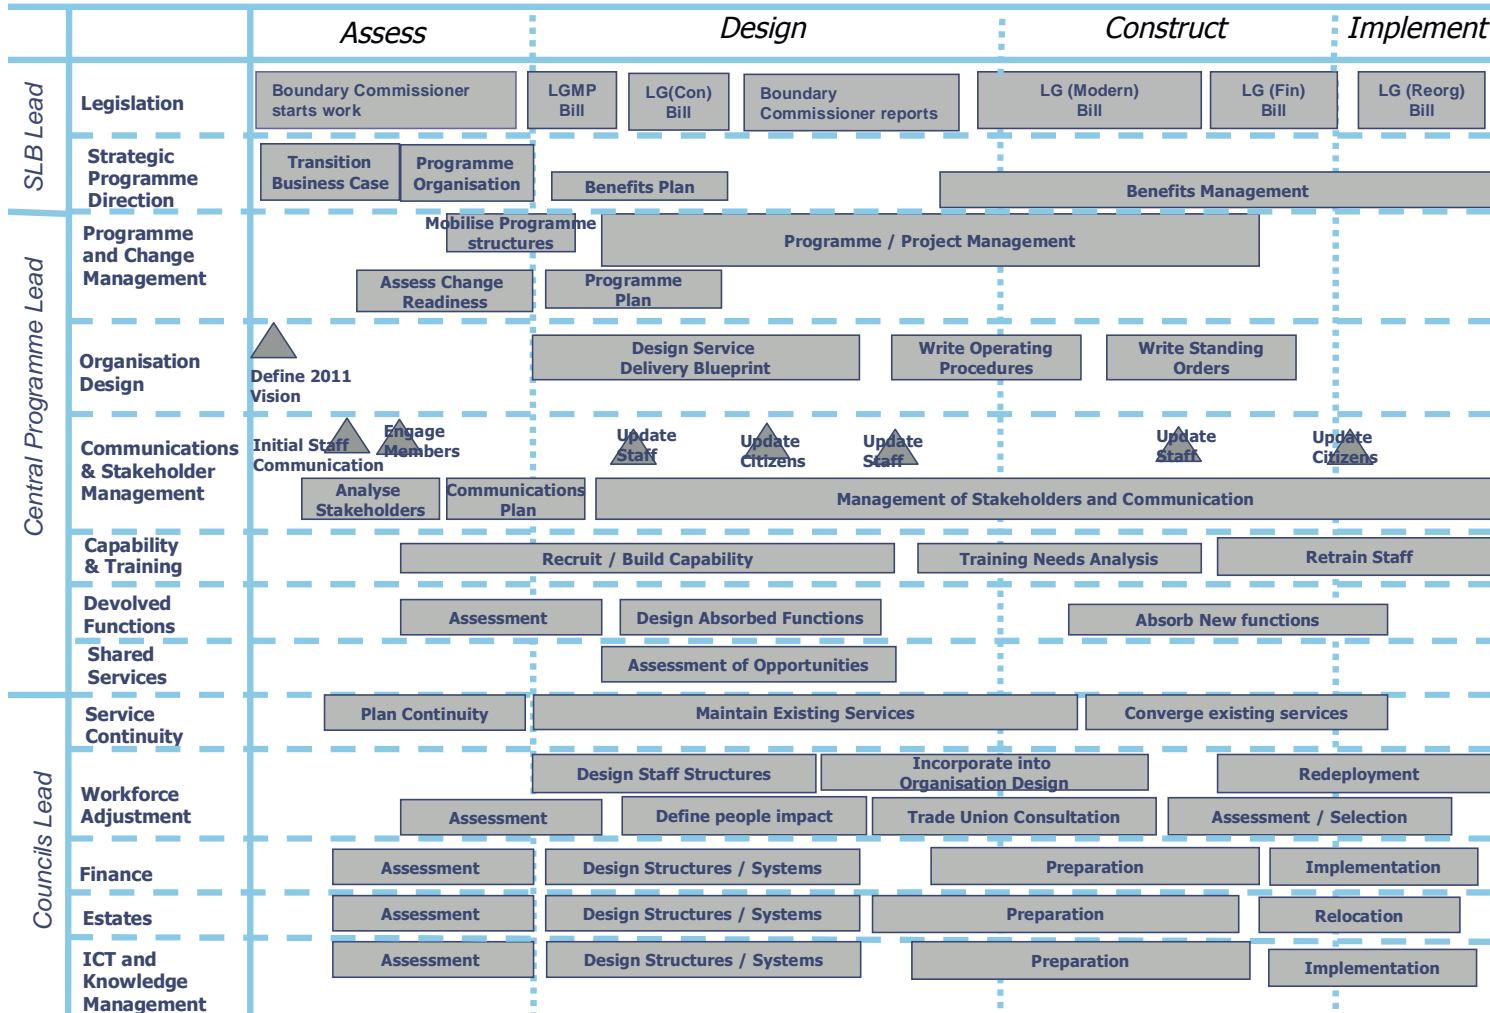 Assess
Design
Construct
Implement
SLB Lead
Legislation
Boundary Commissioner
starts work
LGMP
Bill
LG(Con)
Bill
Boundary
Commissioner reports
LG (Modern)
Bill
LG (Fin)
Bill
LG (Reorg)
Bill
Strategic
Programme
Direction
Transition
Business Case
Programme
Organisation
Benefits Plan
Benefits Management
Central Programme Lead
Programme
and Change
Management
Mobilise Programme
structures
Programme / Project Management
Assess Change
Readiness
Programme
Plan
Organisation
Design
Define 2011
Vision
Design Service
Delivery Blueprint
Write Operating
Procedures
Write Standing
Orders
Communications
& Stakeholder
Management
Initial Staff
Communication
Engage
Members
Update
Staff
Update
Citizens
Update
Staff
Update
Staff
Update
Citizens
Analyse
Stakeholders
Communications
Plan
Management of Stakeholders and Communication
Capability
& Training
Recruit / Build Capability
Training Needs Analysis
Retrain Staff
Devolved
Functions
Assessment
Design Absorbed Functions
Absorb New functions
Shared
Services
Assessment of Opportunities
Councils Lead
Service
Continuity
Plan Continuity
Maintain Existing Services
Converge existing services
Workforce
Adjustment
Design Staff Structures
Incorporate into
Organisation Design
Redeployment
Assessment
Define people impact
Trade Union Consultation
Assessment / Selection
Finance
Assessment
Design Structures / Systems
Preparation
Implementation
Estates
Assessment
Design Structures / Systems
Preparation
Relocation
ICT and
Knowledge
Management
Assessment
Design Structures / Systems
Preparation
Implementation